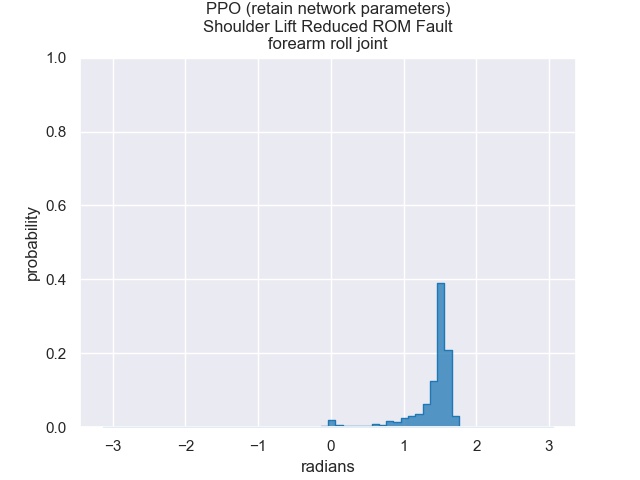 PPO (retain network parameters)
Shoulder Lift Reduced ROM Fault
forearm roll joint
1.0
0.8
0.6
0.4
0.2
0.0
probability
−3
−2
−1
0
1
2
3
radians